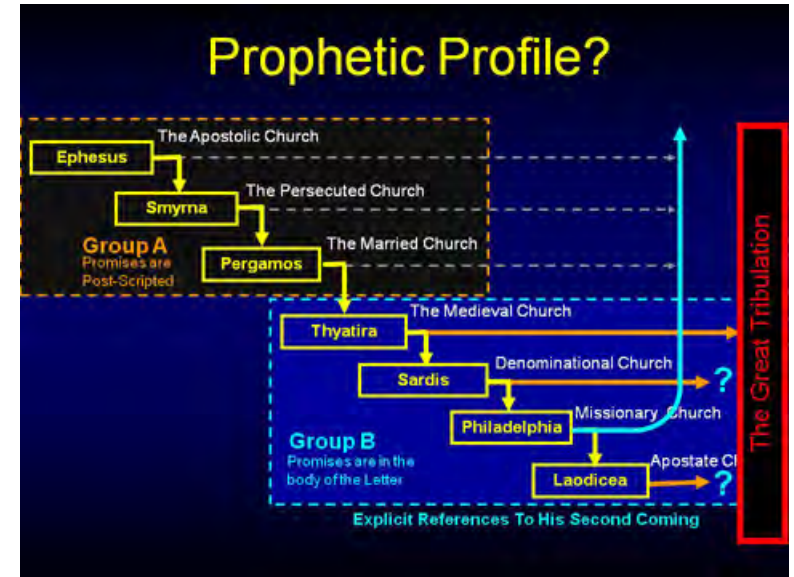 Prophetic Profile?
The Apostolic Church
Ephesus
The Persecuted Church
Smyrna
The Married Church
Group A
Promises are
Post-Scripted
Pergamos
The Medieval Church
Thyatira
Denominational Church
Sardis
?
Missionary Church
Philadelphia
Group B
Promises are in the
body of the Letter
Apostate Cl
Laodicea
?
Explicit References To His Second Coming
The Great Tribulation